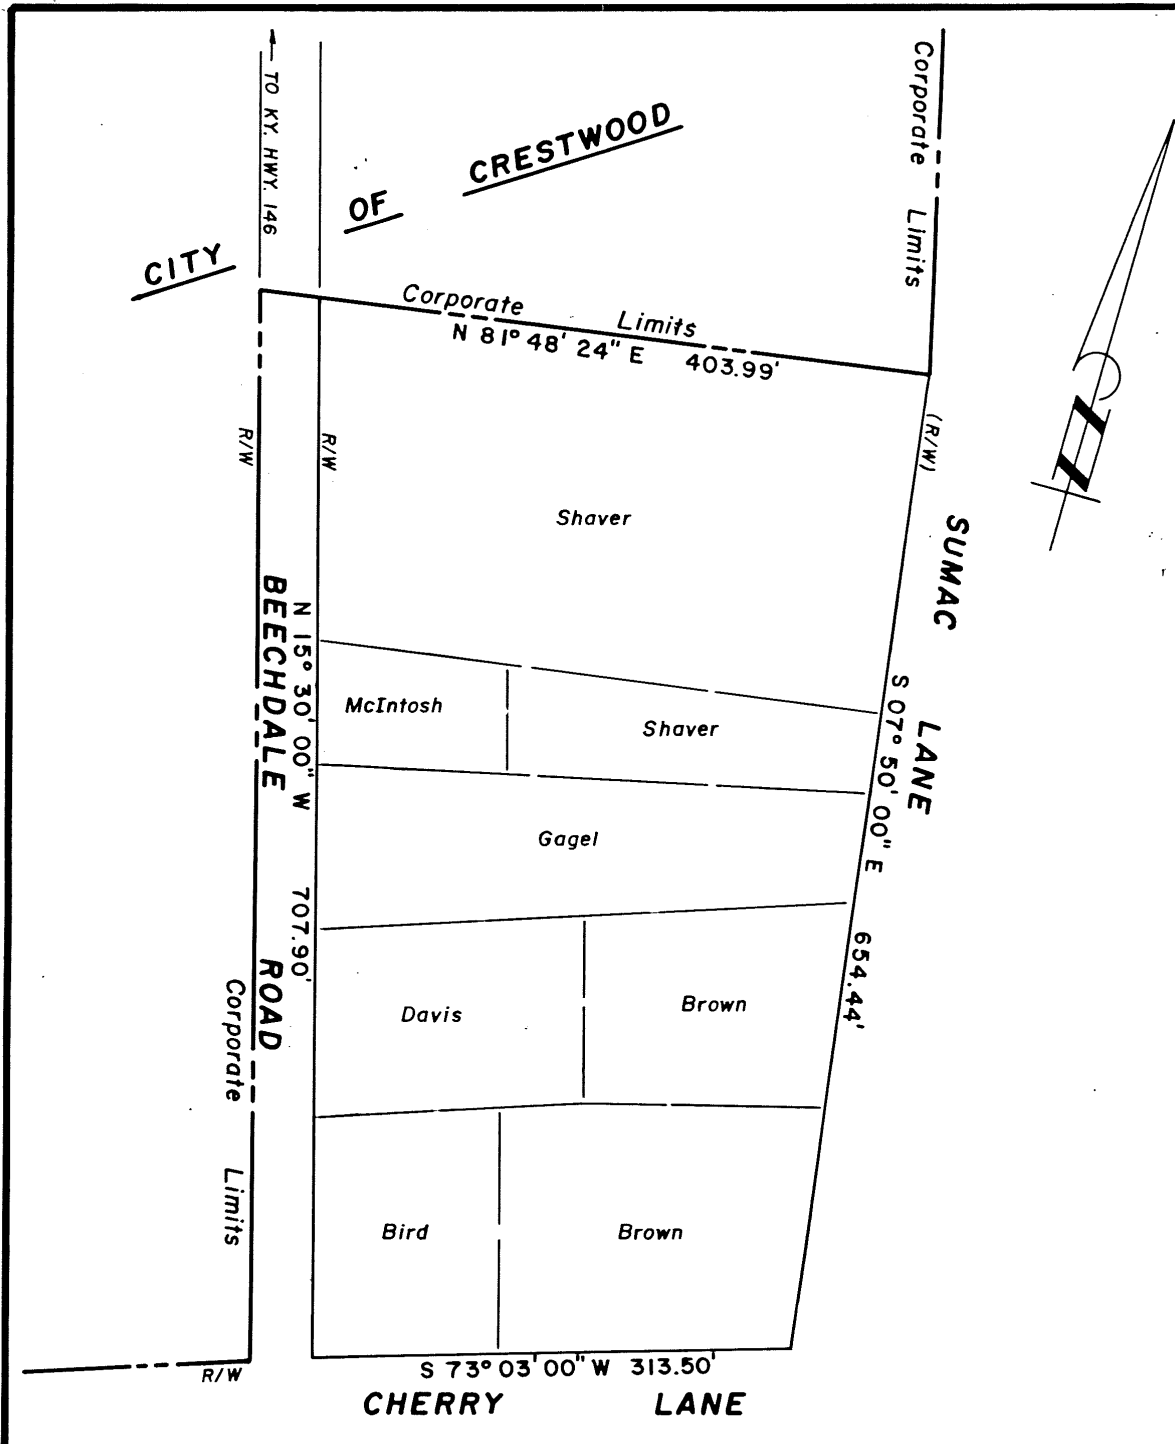 TO KY. HWY. 146
CITY OF CRESTWOOD
Corporate Limits
Corporate Limits
N 81° 48' 24" E 403.99'
R/W
R/W
(R/W)
Shaver
SUMAC LANE
S 07° 50' 00" E 654.44'
BEECHDALE ROAD
N 15° 30' 00" W 707.90'
McIntosh
Shaver
Gagel
Davis
Brown
Corporate Limits
Bird
Brown
R/W
S 73° 03' 00" W 313.50'
CHERRY LANE